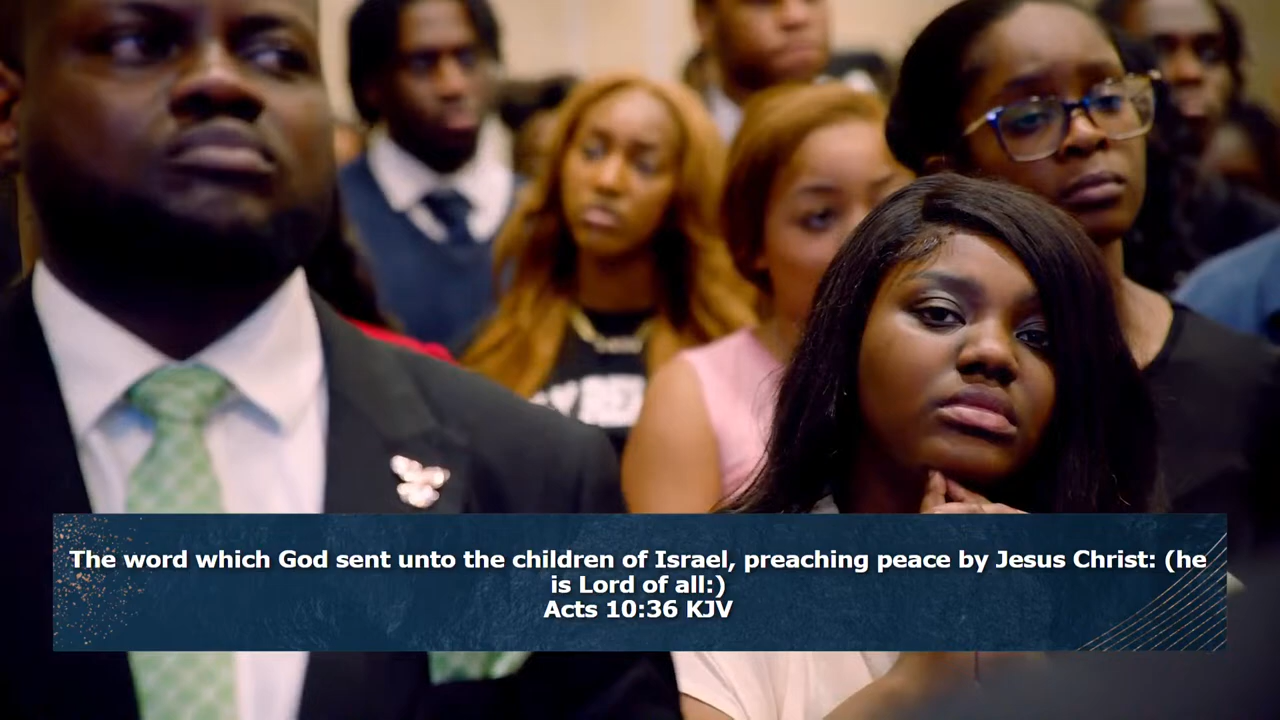 The word which God sent unto the children of Israel, preaching peace by Jesus Christ: (he
is Lord of all:)
Acts 10:36 KJV